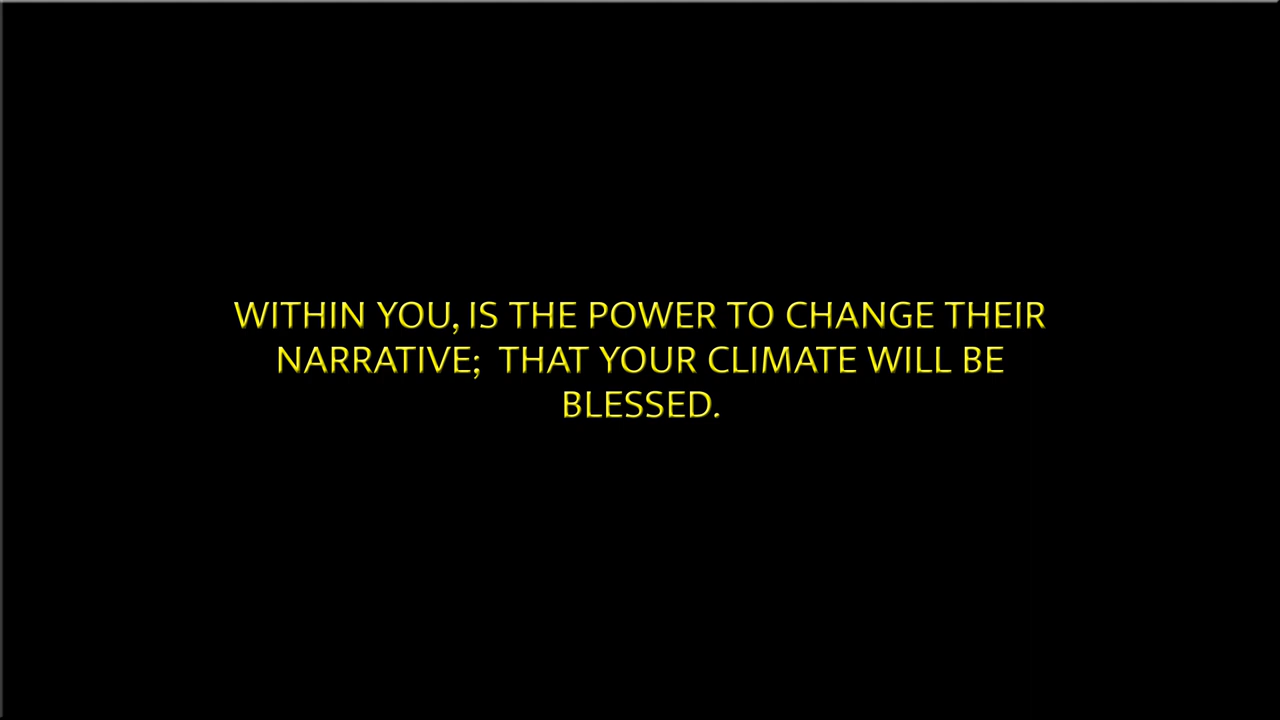 WITHIN YOU, IS THE POWER TO CHANGE THEIR
NARRATIVE;  THAT YOUR CLIMATE WILL BE
BLESSED.